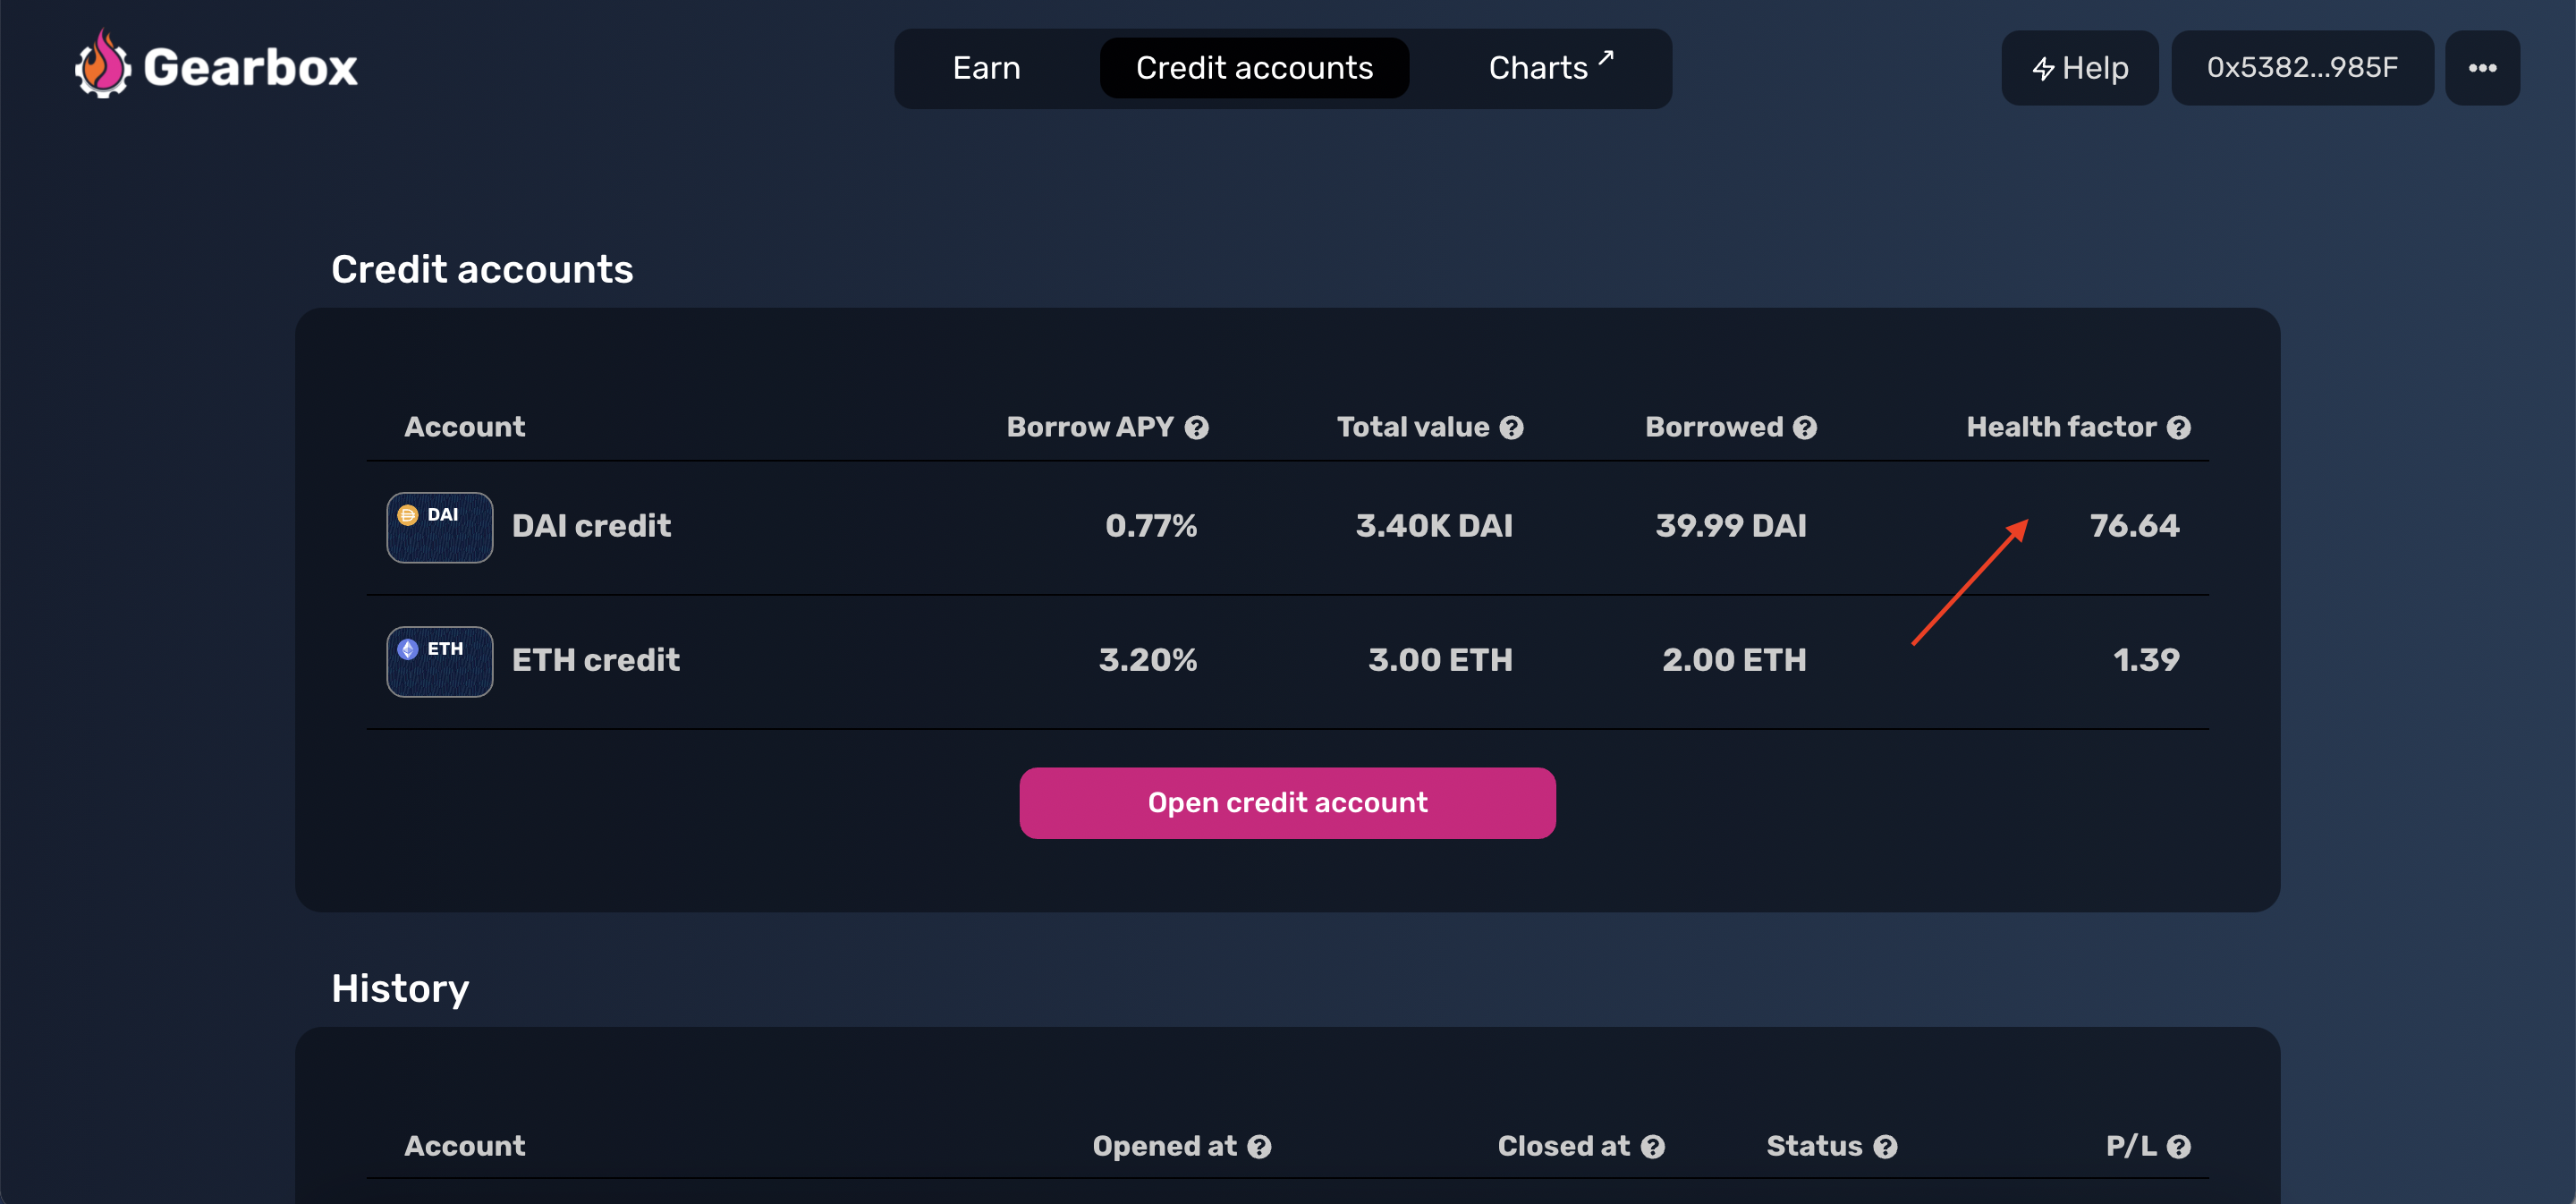 Gearbox
Earn
Credit accounts
Charts ↗
Help
0x5382...985F
•••
Credit accounts
Account Borrow APY ? Total value ? Borrowed ? Health factor ?
DAI DAI credit 0.77% 3.40K DAI 39.99 DAI 76.64
ETH ETH credit 3.20% 3.00 ETH 2.00 ETH 1.39
Open credit account
History
Account Opened at ? Closed at ? Status ? P/L ?